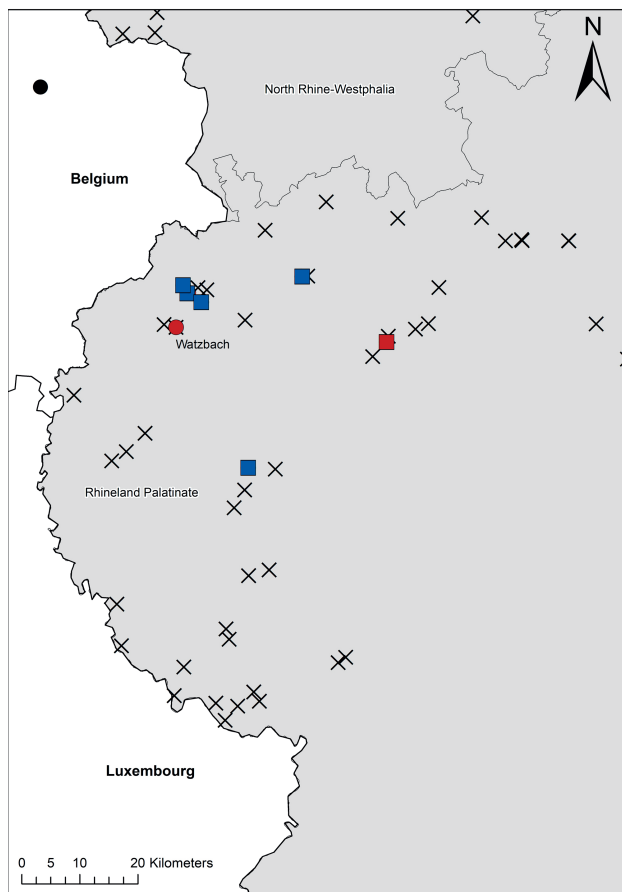 N
North Rhine-Westphalia
Belgium
Watzbach
Rhineland Palatinate
Luxembourg
0 5 10 20 Kilometers